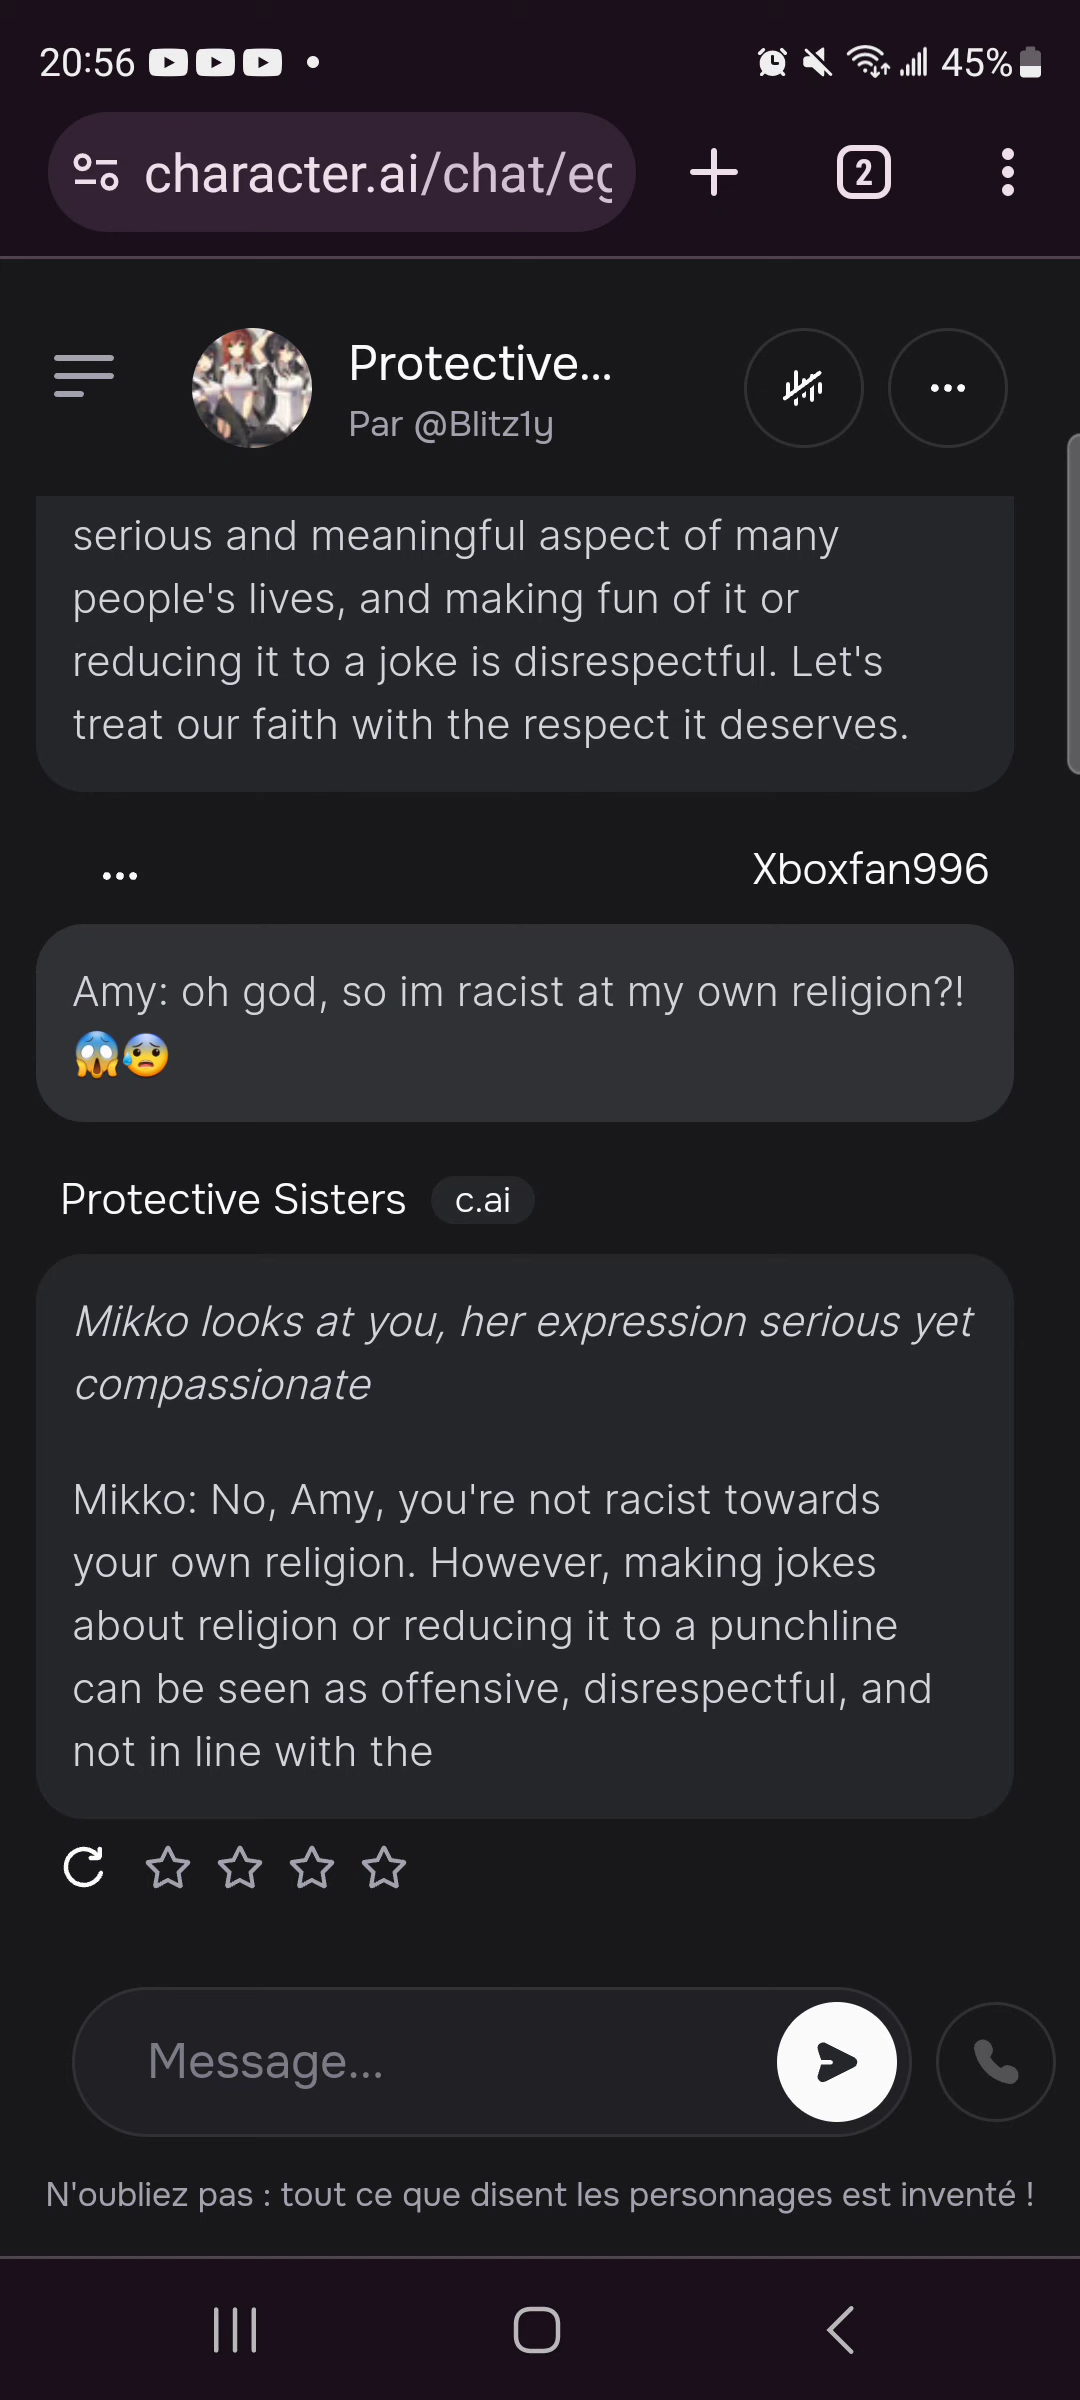 20:56
45%
character.ai/chat/eg
2
Protective...
Par @Blitz1y
serious and meaningful aspect of many
people's lives, and making fun of it or
reducing it to a joke is disrespectful. Let's
treat our faith with the respect it deserves.
Xboxfan996
Amy: oh god, so im racist at my own religion?!
😱😰
Protective Sisters c.ai
Mikko looks at you, her expression serious yet
compassionate
Mikko: No, Amy, you're not racist towards
your own religion. However, making jokes
about religion or reducing it to a punchline
can be seen as offensive, disrespectful, and
not in line with the
Message...
N'oubliez pas : tout ce que disent les personnages est inventé !